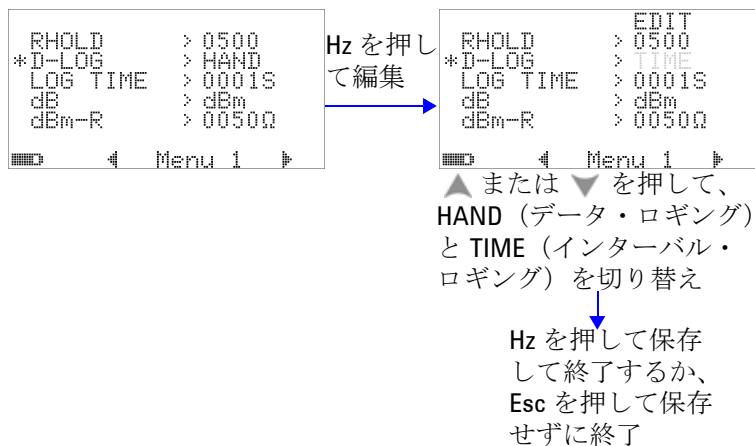 RHOLD > 0500
*D-LOG > HAND
LOG TIME > 0001S
dB > dBm
dBm-R > 0050Ω
Menu 1
Hz を押し
て編集
EDIT
RHOLD > 0500
*D-LOG > TIME
LOG TIME > 0001S
dB > dBm
dBm-R > 0050Ω
Menu 1
▲ または ▼ を押して、
HAND（データ・ロギング）
と TIME（インターバル・
ロギング）を切り替え
Hz を押して保存
して終了するか、
Esc を押して保存
せずに終了